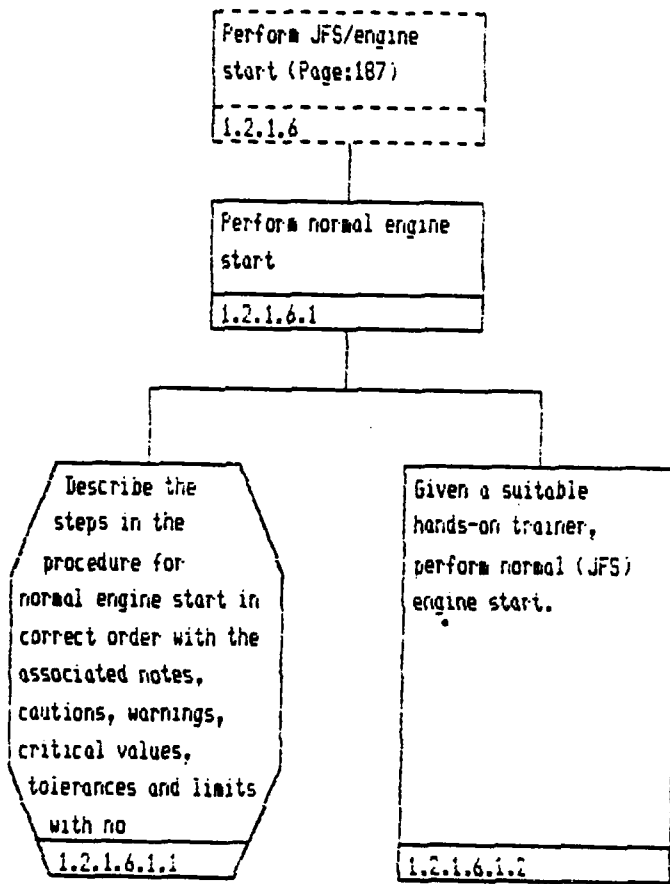 Perform JFS/engine
start (Page:187)
1.2.1.6
Perform normal engine
start
1.2.1.6.1
Describe the
steps in the
procedure for
normal engine start in
correct order with the
associated notes,
cautions, warnings,
critical values,
tolerances and limits
with no
1.2.1.6.1.1
Given a suitable
hands-on trainer,
perform normal (JFS)
engine start.
1.2.1.6.1.2